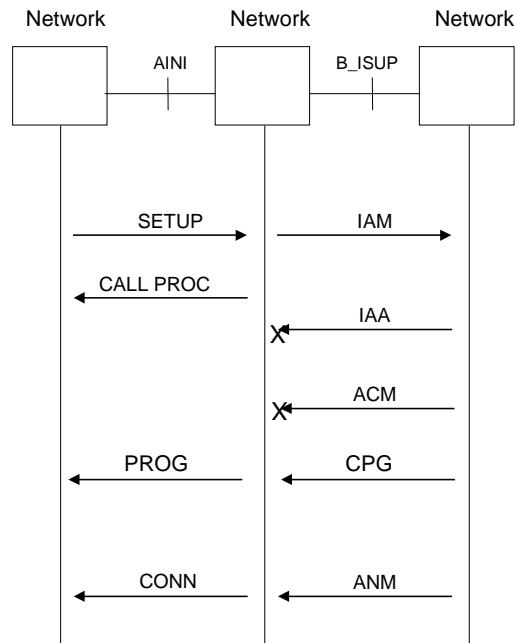 Network Network Network
AINI B_ISUP
SETUP IAM
CALL PROC
IAA
X
ACM
X
PROG CPG
CONN ANM